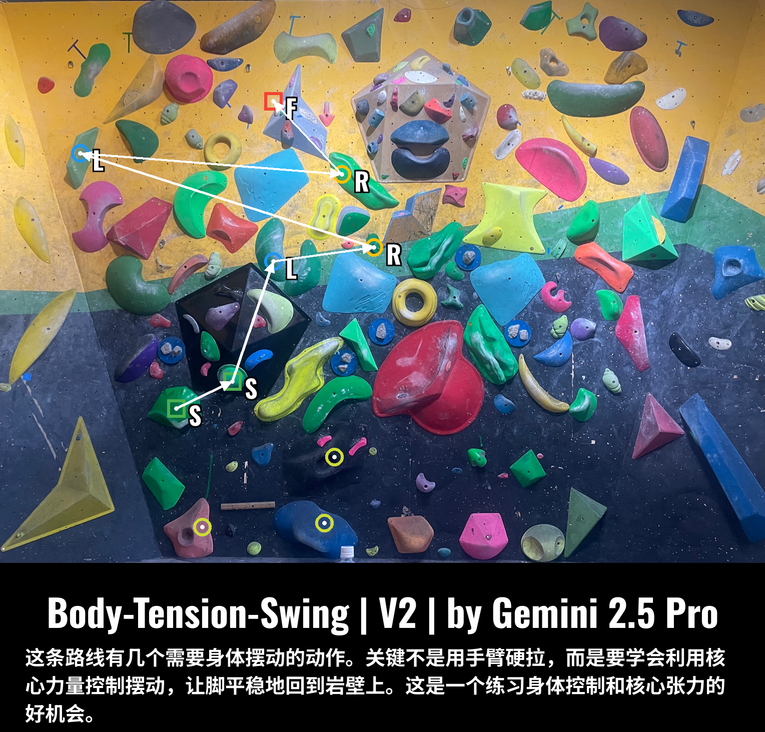 F
L
R
R
L
S
S
Body-Tension-Swing | V2 | by Gemini 2.5 Pro
这条路线有几个需要身体摆动的动作。关键不是用手臂硬拉，而是要学会利用核
心力量控制摆动，让脚平稳地回到岩壁上。这是一个练习身体控制和核心张力的
好机会。